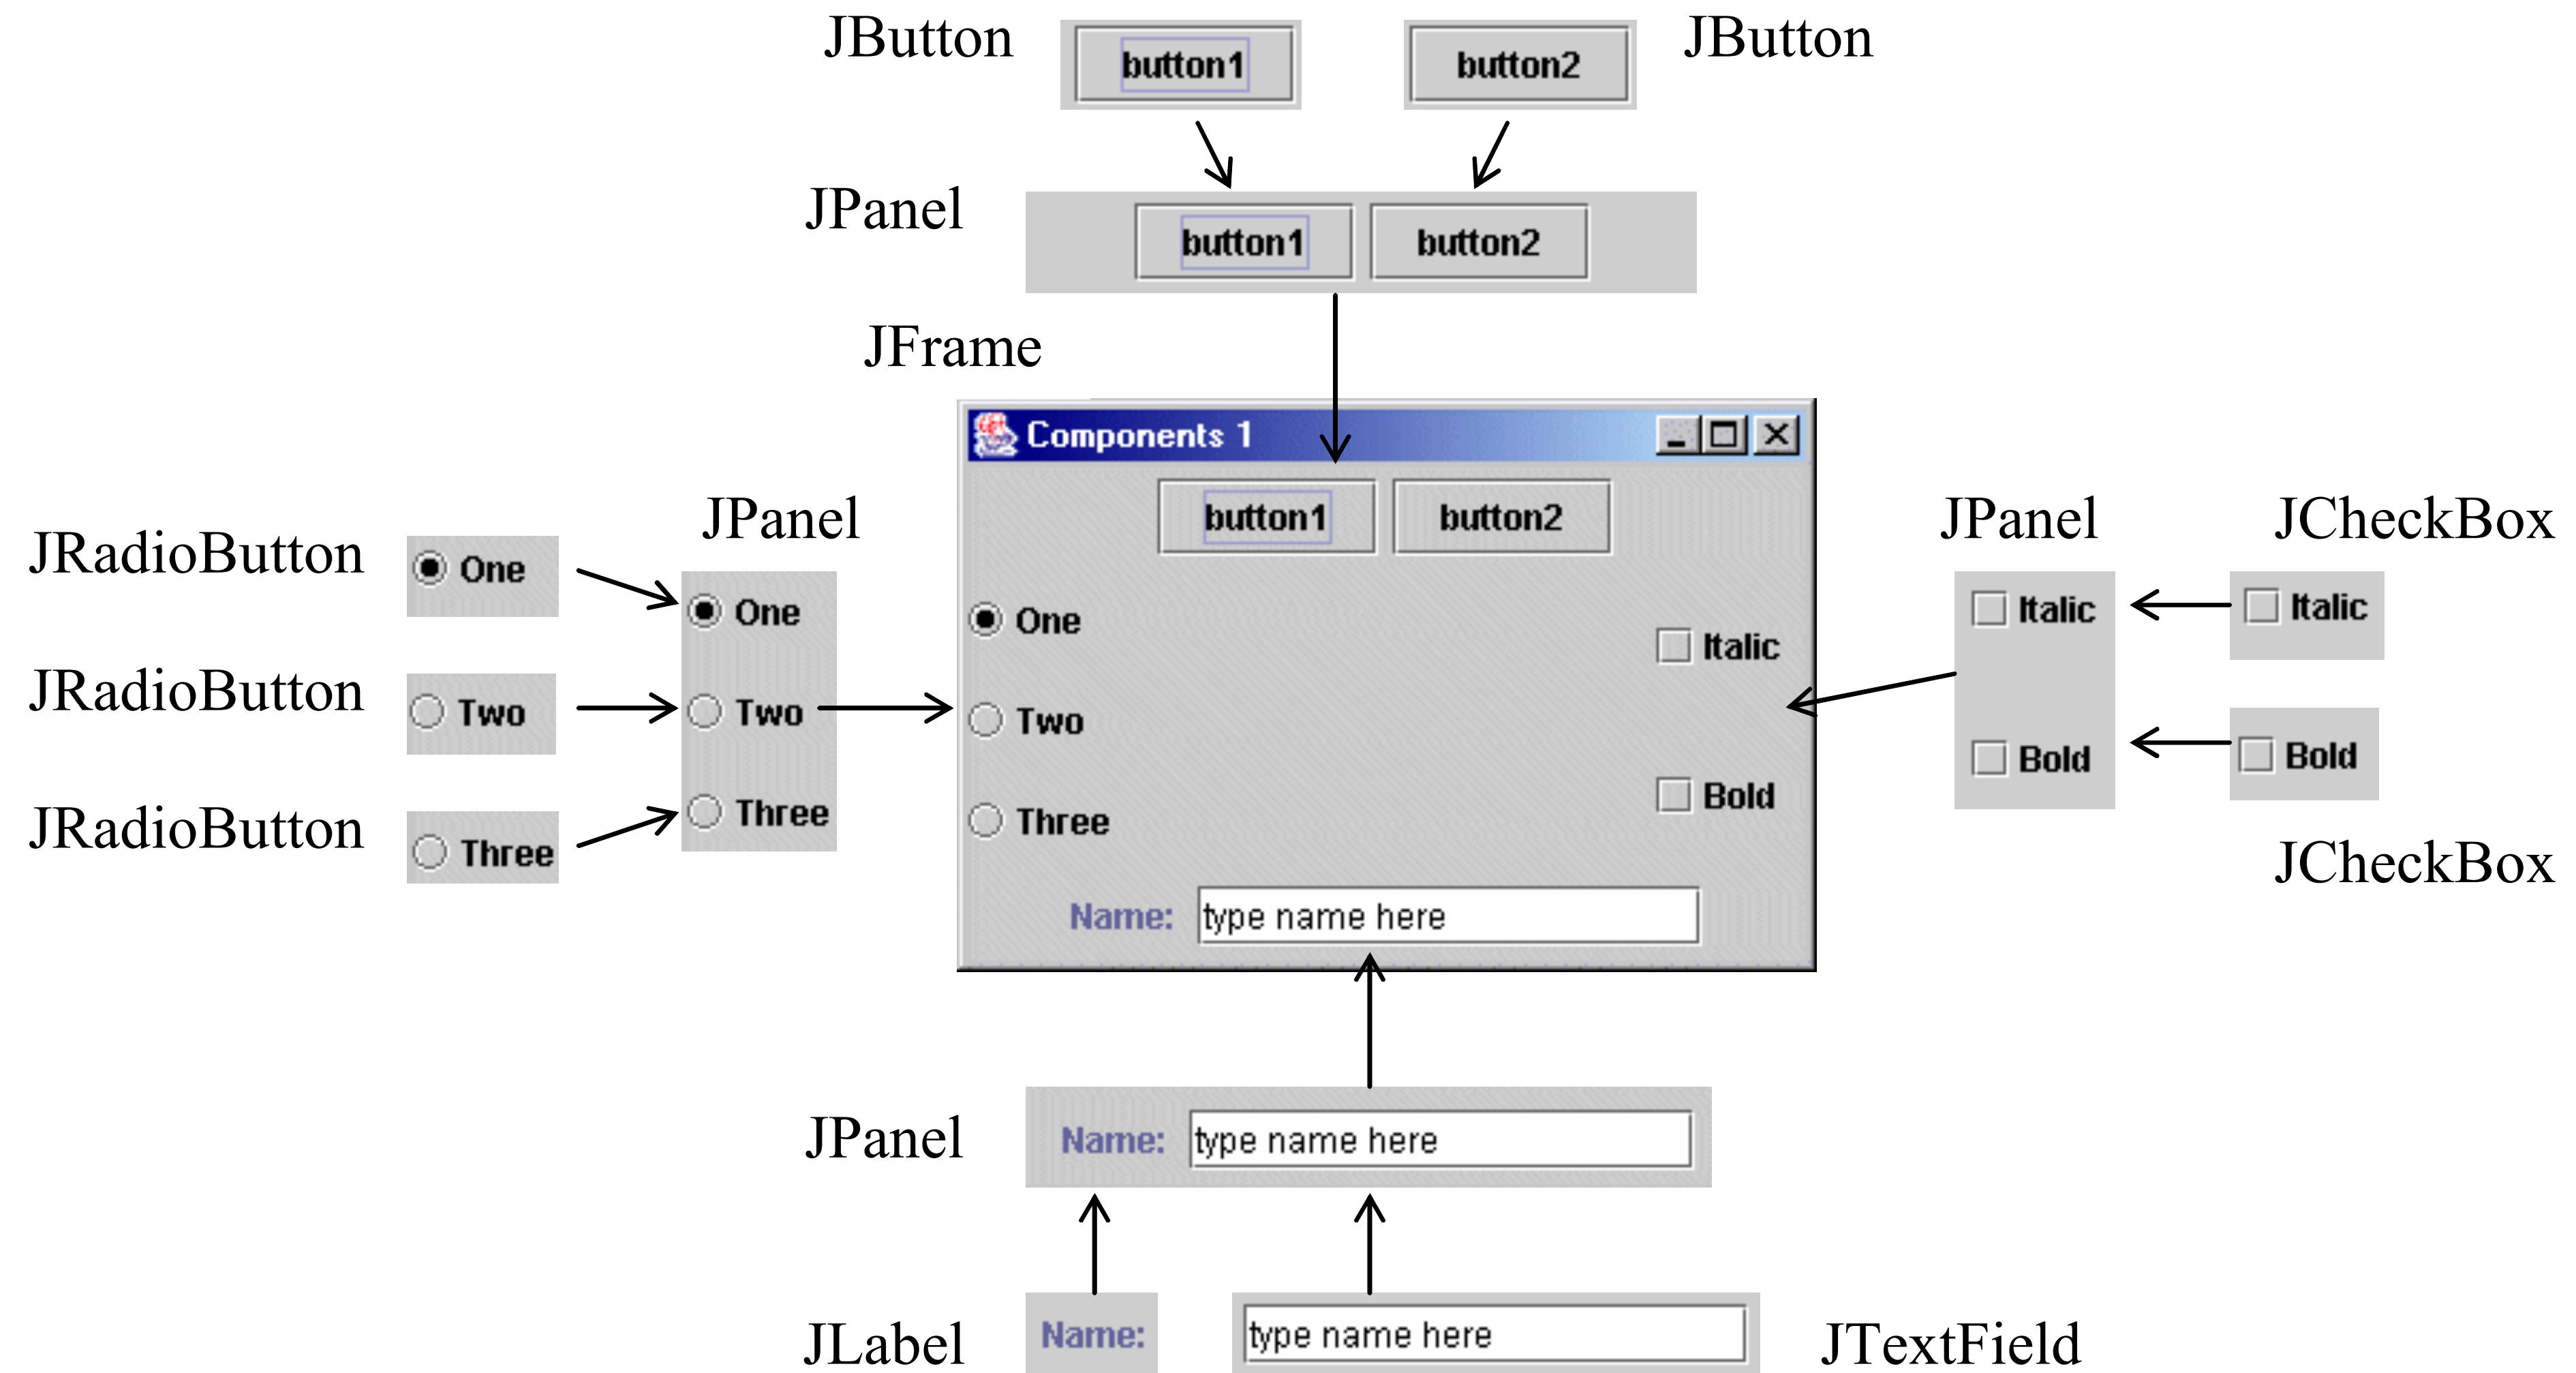 JButton
button1
button2
JButton
JPanel
button1
button2
JFrame
Components 1
button1
button2
JRadioButton
One
JRadioButton
Two
JRadioButton
Three
JPanel
One
Two
Three
One
Two
Three
Italic
Bold
Name: type name here
JPanel
Italic
Bold
JCheckBox
Italic
Bold
JCheckBox
JPanel
Name: type name here
JLabel
Name:
type name here
JTextField